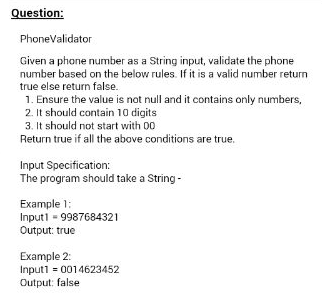 Question:
PhoneValidator
Given a phone number as a String input, validate the phone
number based on the below rules. If it is a valid number return
true else return false.
1. Ensure the value is not null and it contains only numbers,
2. It should contain 10 digits
3. It should not start with 00
Return true if all the above conditions are true.
Input Specification:
The program should take a String -
Example 1:
Input1 = 9987684321
Output: true
Example 2:
Input1 = 0014623452
Output: false